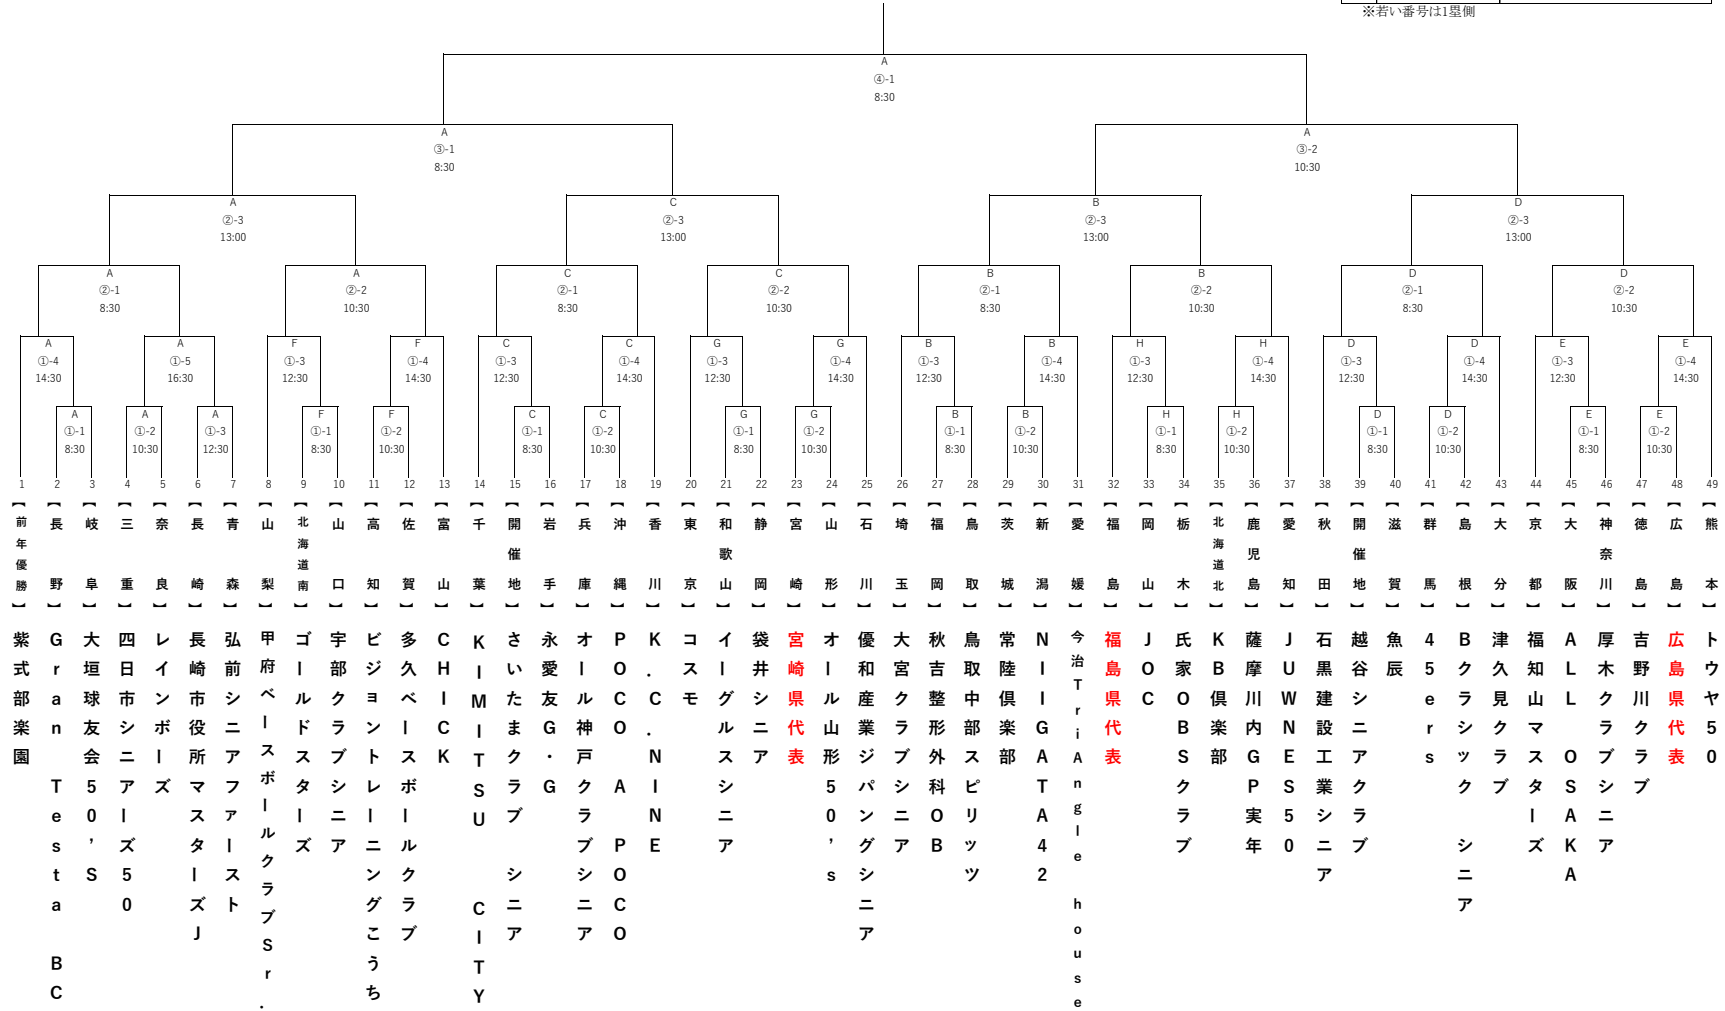 ※若い番号は1塁側
A
④-1
8:30
A A
③-1 ③-2
8:30 10:30
A C B D
②-3 ②-3 ②-3 ②-3
13:00 13:00 13:00 13:00
A A C C B B D D
②-1 ②-2 ②-1 ②-2 ②-1 ②-2 ②-1 ②-2
8:30 10:30 8:30 10:30 8:30 10:30 8:30 10:30
A A F F C C G G B B H H D D E E
①-4 ①-5 ①-3 ①-4 ①-3 ①-4 ①-3 ①-4 ①-3 ①-4 ①-3 ①-4 ①-3 ①-4 ①-3 ①-4
14:30 16:30 12:30 14:30 12:30 14:30 12:30 14:30 12:30 14:30 12:30 14:30 12:30 14:30 12:30 14:30
A A A F F C C G G B B H H D D E E
①-1 ①-2 ①-3 ①-1 ①-2 ①-1 ①-2 ①-1 ①-2 ①-1 ①-2 ①-1 ①-2 ①-1 ①-2 ①-1 ①-2
8:30 10:30 12:30 8:30 10:30 8:30 10:30 8:30 10:30 8:30 10:30 8:30 10:30 8:30 10:30 8:30 10:30
1 【前年優勝】 紫式部楽園
2 【長野】 Gran Testa BC
3 【岐阜】 大垣球友会50’S
4 【三重】 四日市シニアーズ50
5 【奈良】 レインボーズ
6 【長崎】 長崎市役所マスターズJ
7 【青森】 弘前シニアファースト
8 【山梨】 甲府ベースボールクラブSr.
9 【北海道南】 ゴールドスターズ
10 【山口】 宇部クラブシニア
11 【高知】 ビジョントレーニングこうち
12 【佐賀】 多久ベースボールクラブ
13 【富山】 CHICK
14 【千葉】 KIMITSU CITY
15 【開催地】 さいたまクラブ シニア
16 【岩手】 永愛友G・G
17 【兵庫】 オール神戸クラブシニア
18 【沖縄】 POCO A POCO
19 【香川】 K.C.NINE
20 【東京】 コスモ
21 【和歌山】 イーグルスシニア
22 【静岡】 袋井シニア
23 【宮崎】 宮崎県代表
24 【山形】 オール山形50’s
25 【石川】 優和産業ジパングシニア
26 【埼玉】 大宮クラブシニア
27 【福岡】 秋吉整形外科OB
28 【鳥取】 鳥取中部スピリッツ
29 【茨城】 常陸倶楽部
30 【新潟】 NIIGATA42
31 【愛媛】 今治TriAngle house
32 【福島】 福島県代表
33 【岡山】 JOC
34 【栃木】 氏家OBSクラブ
35 【北海道北】 KB倶楽部
36 【鹿児島】 薩摩川内GP実年
37 【愛知】 JUWNES50
38 【秋田】 石黒建設工業シニア
39 【開催地】 越谷シニアクラブ
40 【滋賀】 魚辰
41 【群馬】 45ers
42 【島根】 Bクラシック シニア
43 【大分】 津久見クラブ
44 【京都】 福知山マスターズ
45 【大阪】 ALL OSAKA
46 【神奈川】 厚木クラブシニア
47 【徳島】 吉野川クラブ
48 【広島】 広島県代表
49 【熊本】 トウヤ50